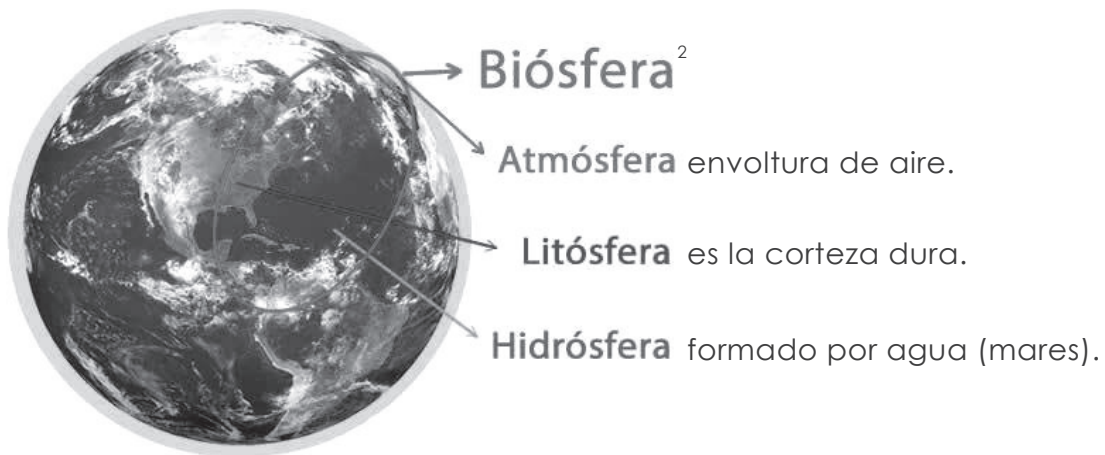 Biósfera²
Atmósfera envoltura de aire.
Litósfera es la corteza dura.
Hidrósfera formado por agua (mares).